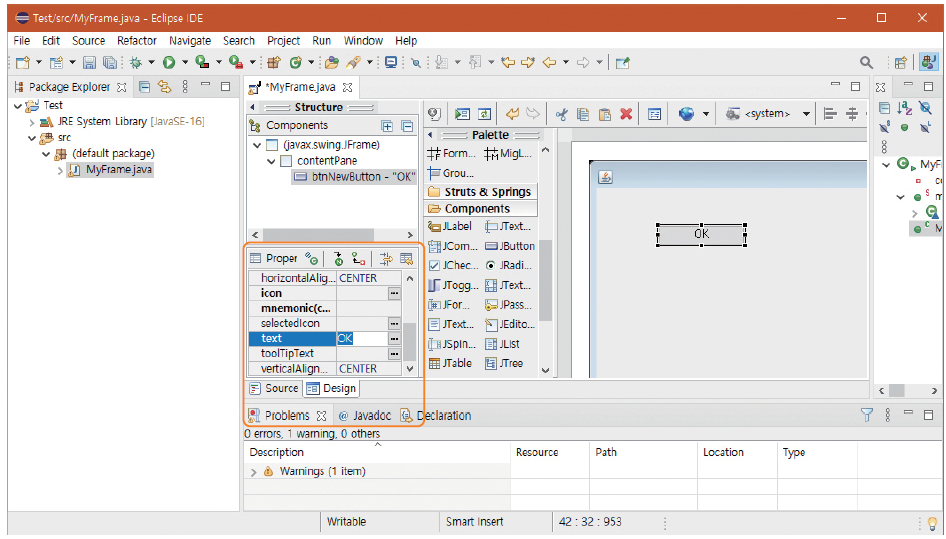 Test/src/MyFrame.java - Eclipse IDE
File Edit Source Refactor Navigate Search Project Run Window Help
Package Explorer
Test
JRE System Library [JavaSE-16]
src
(default package)
MyFrame.java
*MyFrame.java
Structure
Components
(javax.swing.JFrame)
contentPane
btnNewButton - "OK"
Proper
horizontalAlig... CENTER
icon
mnemonic(c...
selectedIcon
text OK
toolTipText
verticalAlign... CENTER
Source Design
<system>
Palette
Form... MigL...
Grou...
Struts & Springs
Components
JLabel JText...
JCom... JButton
JChec... JRadi...
JTogg... JText...
JFor... JPass...
JText... JEdito...
JSpin... JList
JTable JTree
OK
MyF
co
m
M
Problems @ Javadoc Declaration
0 errors, 1 warning, 0 others
Description Resource Path Location Type
Warnings (1 item)
Writable Smart Insert 42 : 32 : 953